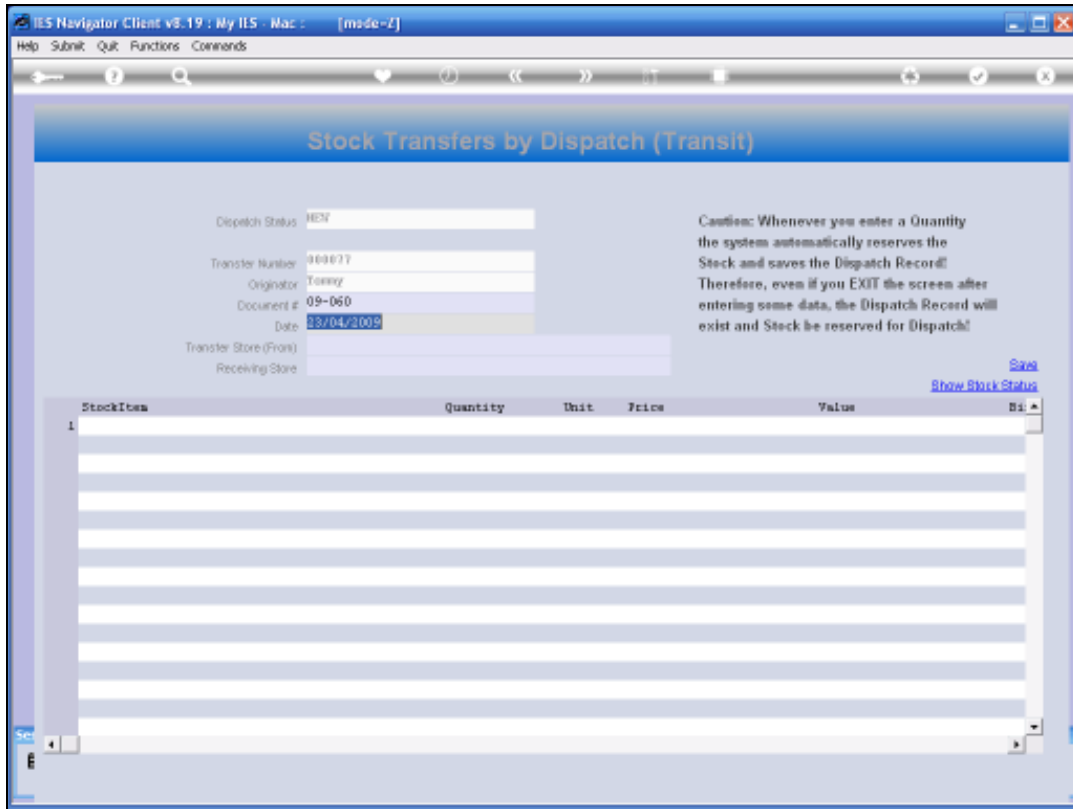 IES Navigator Client v8.19 : My IES - Mac : [mode=Z]
Help Submit Quit Functions Commands
Stock Transfers by Dispatch (Transit)
Dispatch Status NEW
Transfer Number 000077
Originator Tommy
Document # 09-060
Date 23/04/2009
Transfer Store (From)
Receiving Store
Caution: Whenever you enter a Quantity
the system automatically reserves the
Stock and saves the Dispatch Record!
Therefore, even if you EXIT the screen after
entering some data, the Dispatch Record will
exist and Stock be reserved for Dispatch!
Save
Show Stock Status
StockItem Quantity Unit Price Value Bi
1